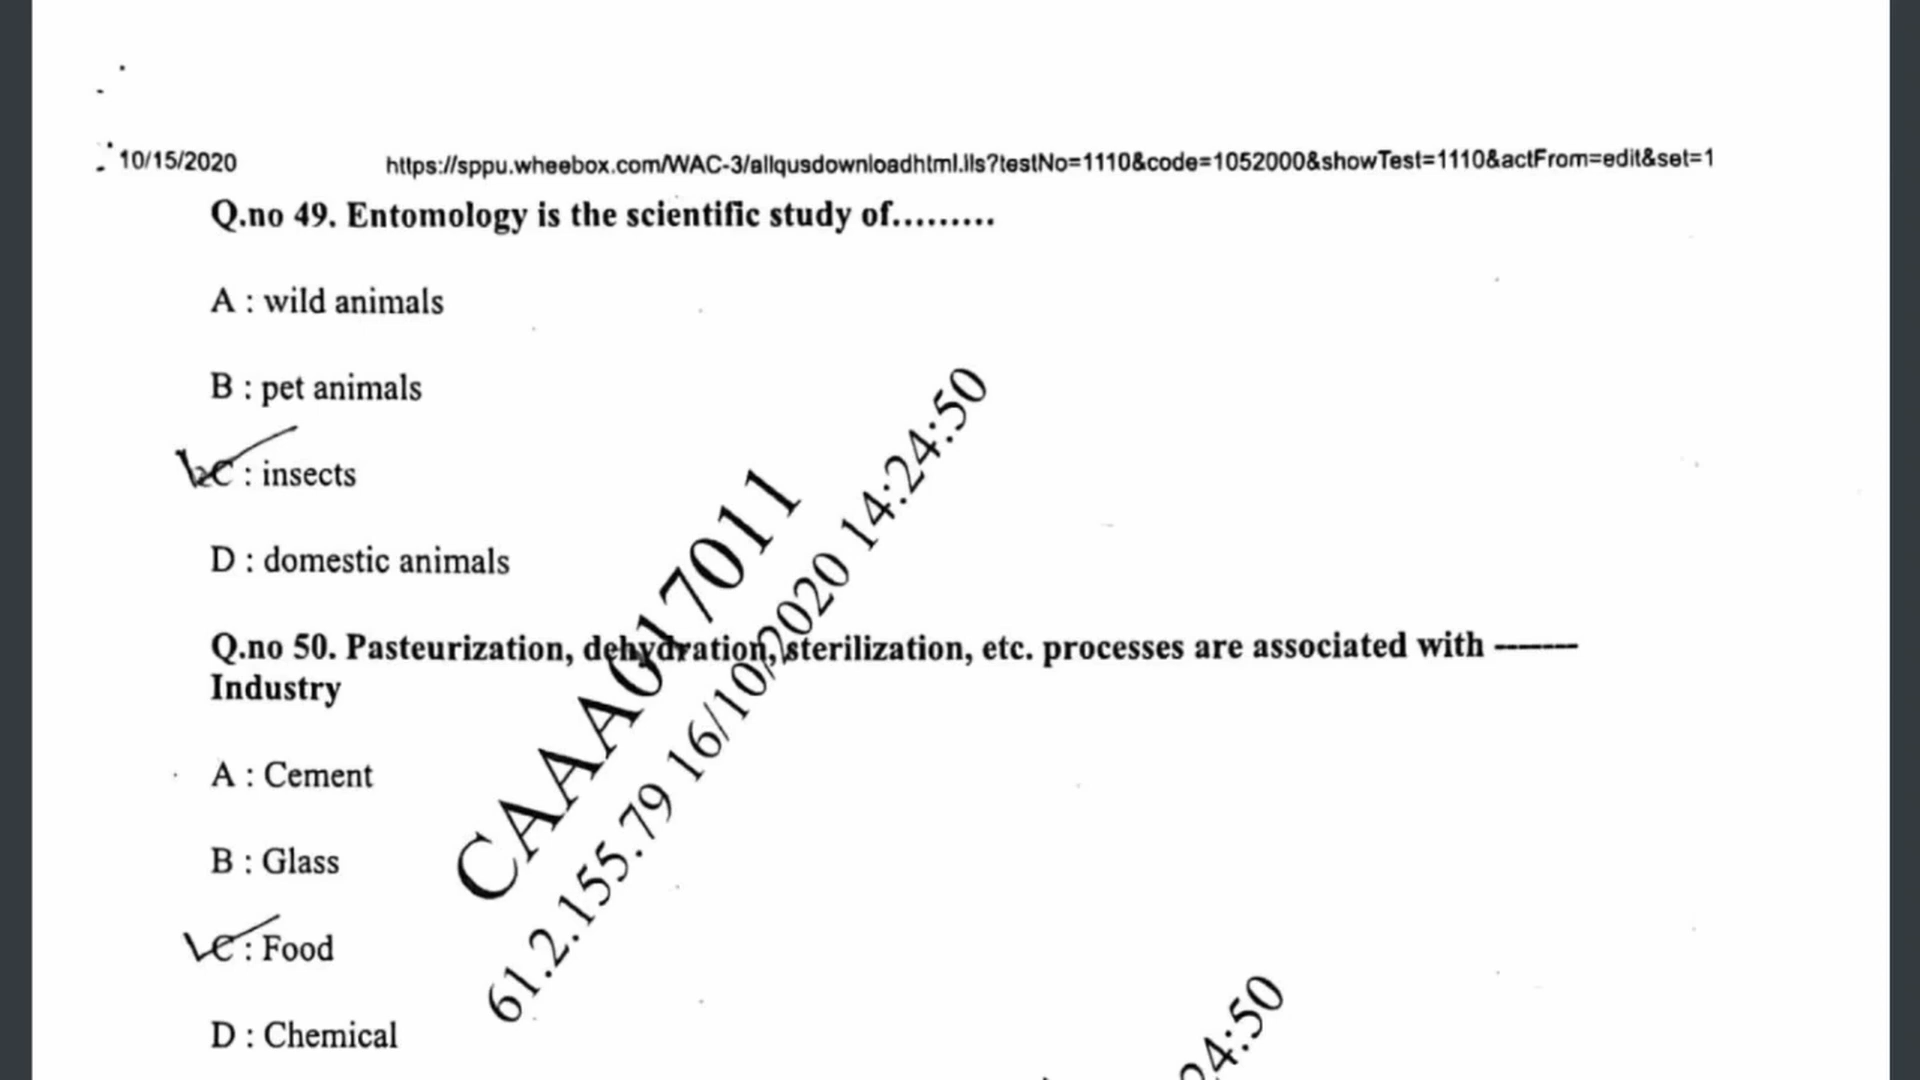 10/15/2020 https://sppu.wheebox.com/WAC-3/allqusdownloadhtml.ils?testNo=1110&code=1052000&showTest=1110&actFrom=edit&set=1
Q.no 49. Entomology is the scientific study of.........
A : wild animals
B : pet animals
C : insects
D : domestic animals
Q.no 50. Pasteurization, dehydration, sterilization, etc. processes are associated with -------
Industry
A : Cement
B : Glass
C : Food
D : Chemical
CAAA017011
61.2.155.79 16/10/2020 14:24:50
24:50